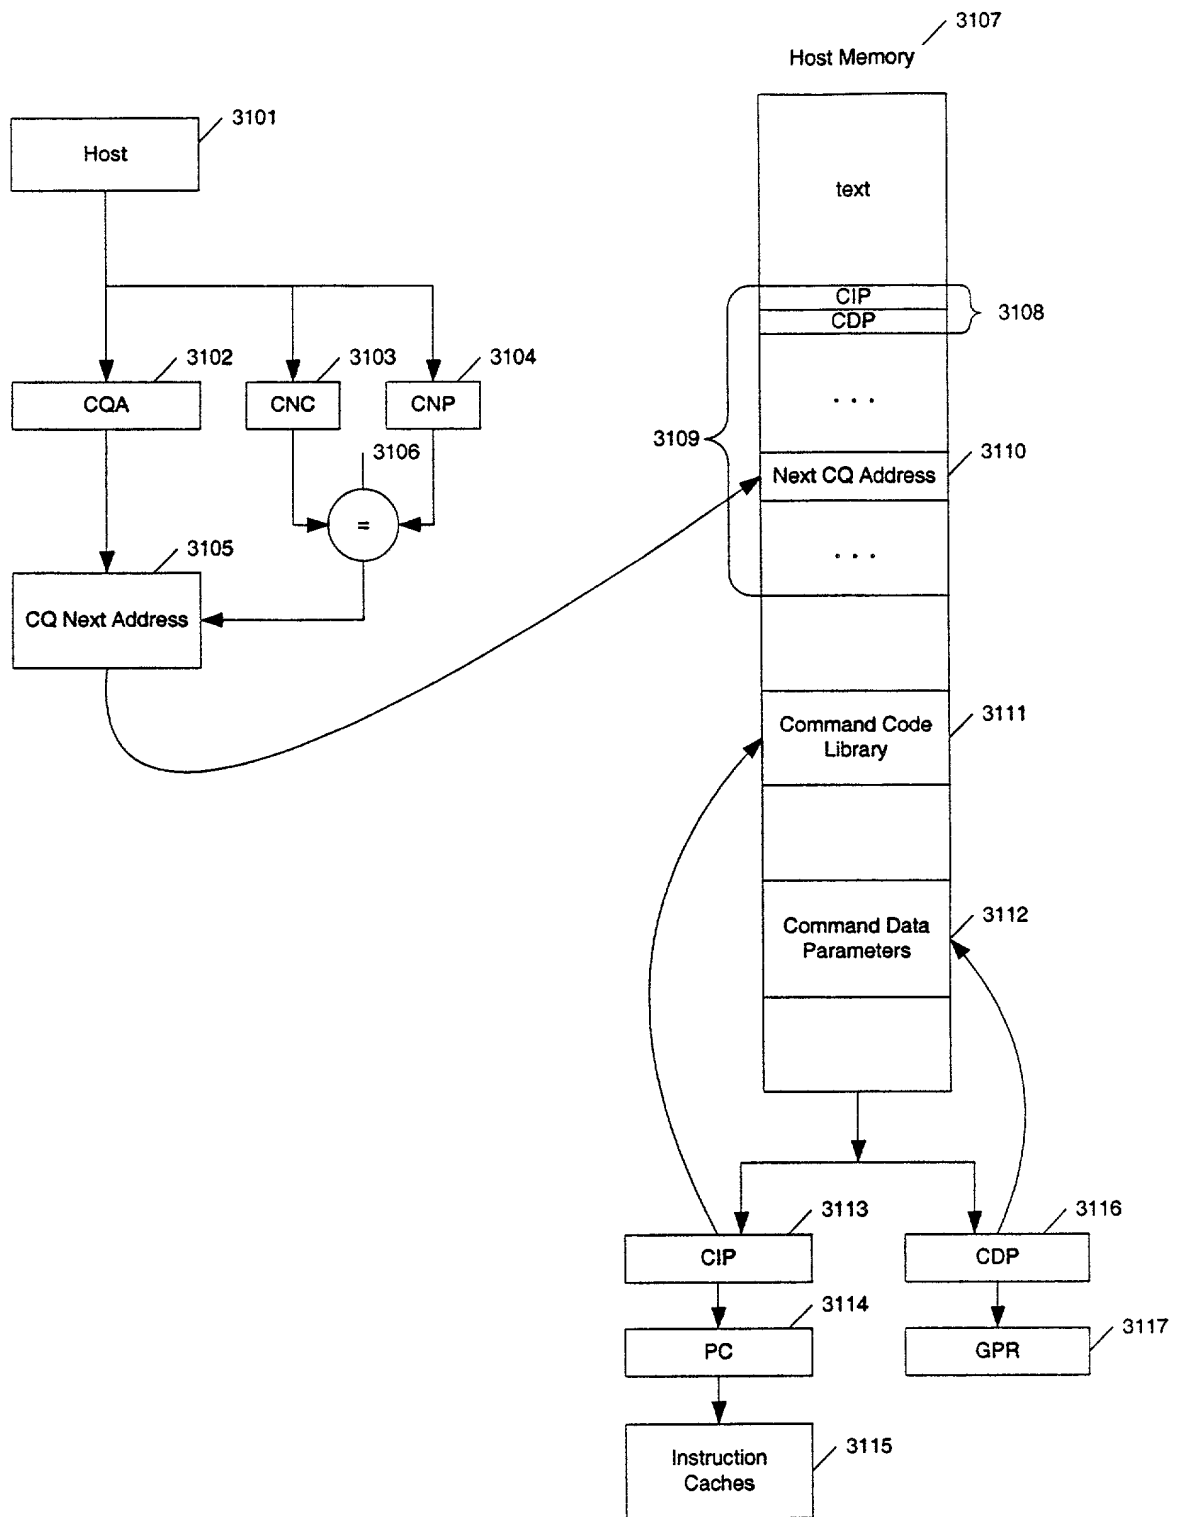 3107
Host Memory
3101
Host
text
CIP
CDP
3108
3102
3103
3104
CQA
CNC
CNP
. . .
3109
3106
3110
Next CQ Address
=
3105
. . .
CQ Next Address
3111
Command Code
Library
3112
Command Data
Parameters
3113
3116
CIP
CDP
3114
3117
PC
GPR
3115
Instruction
Caches